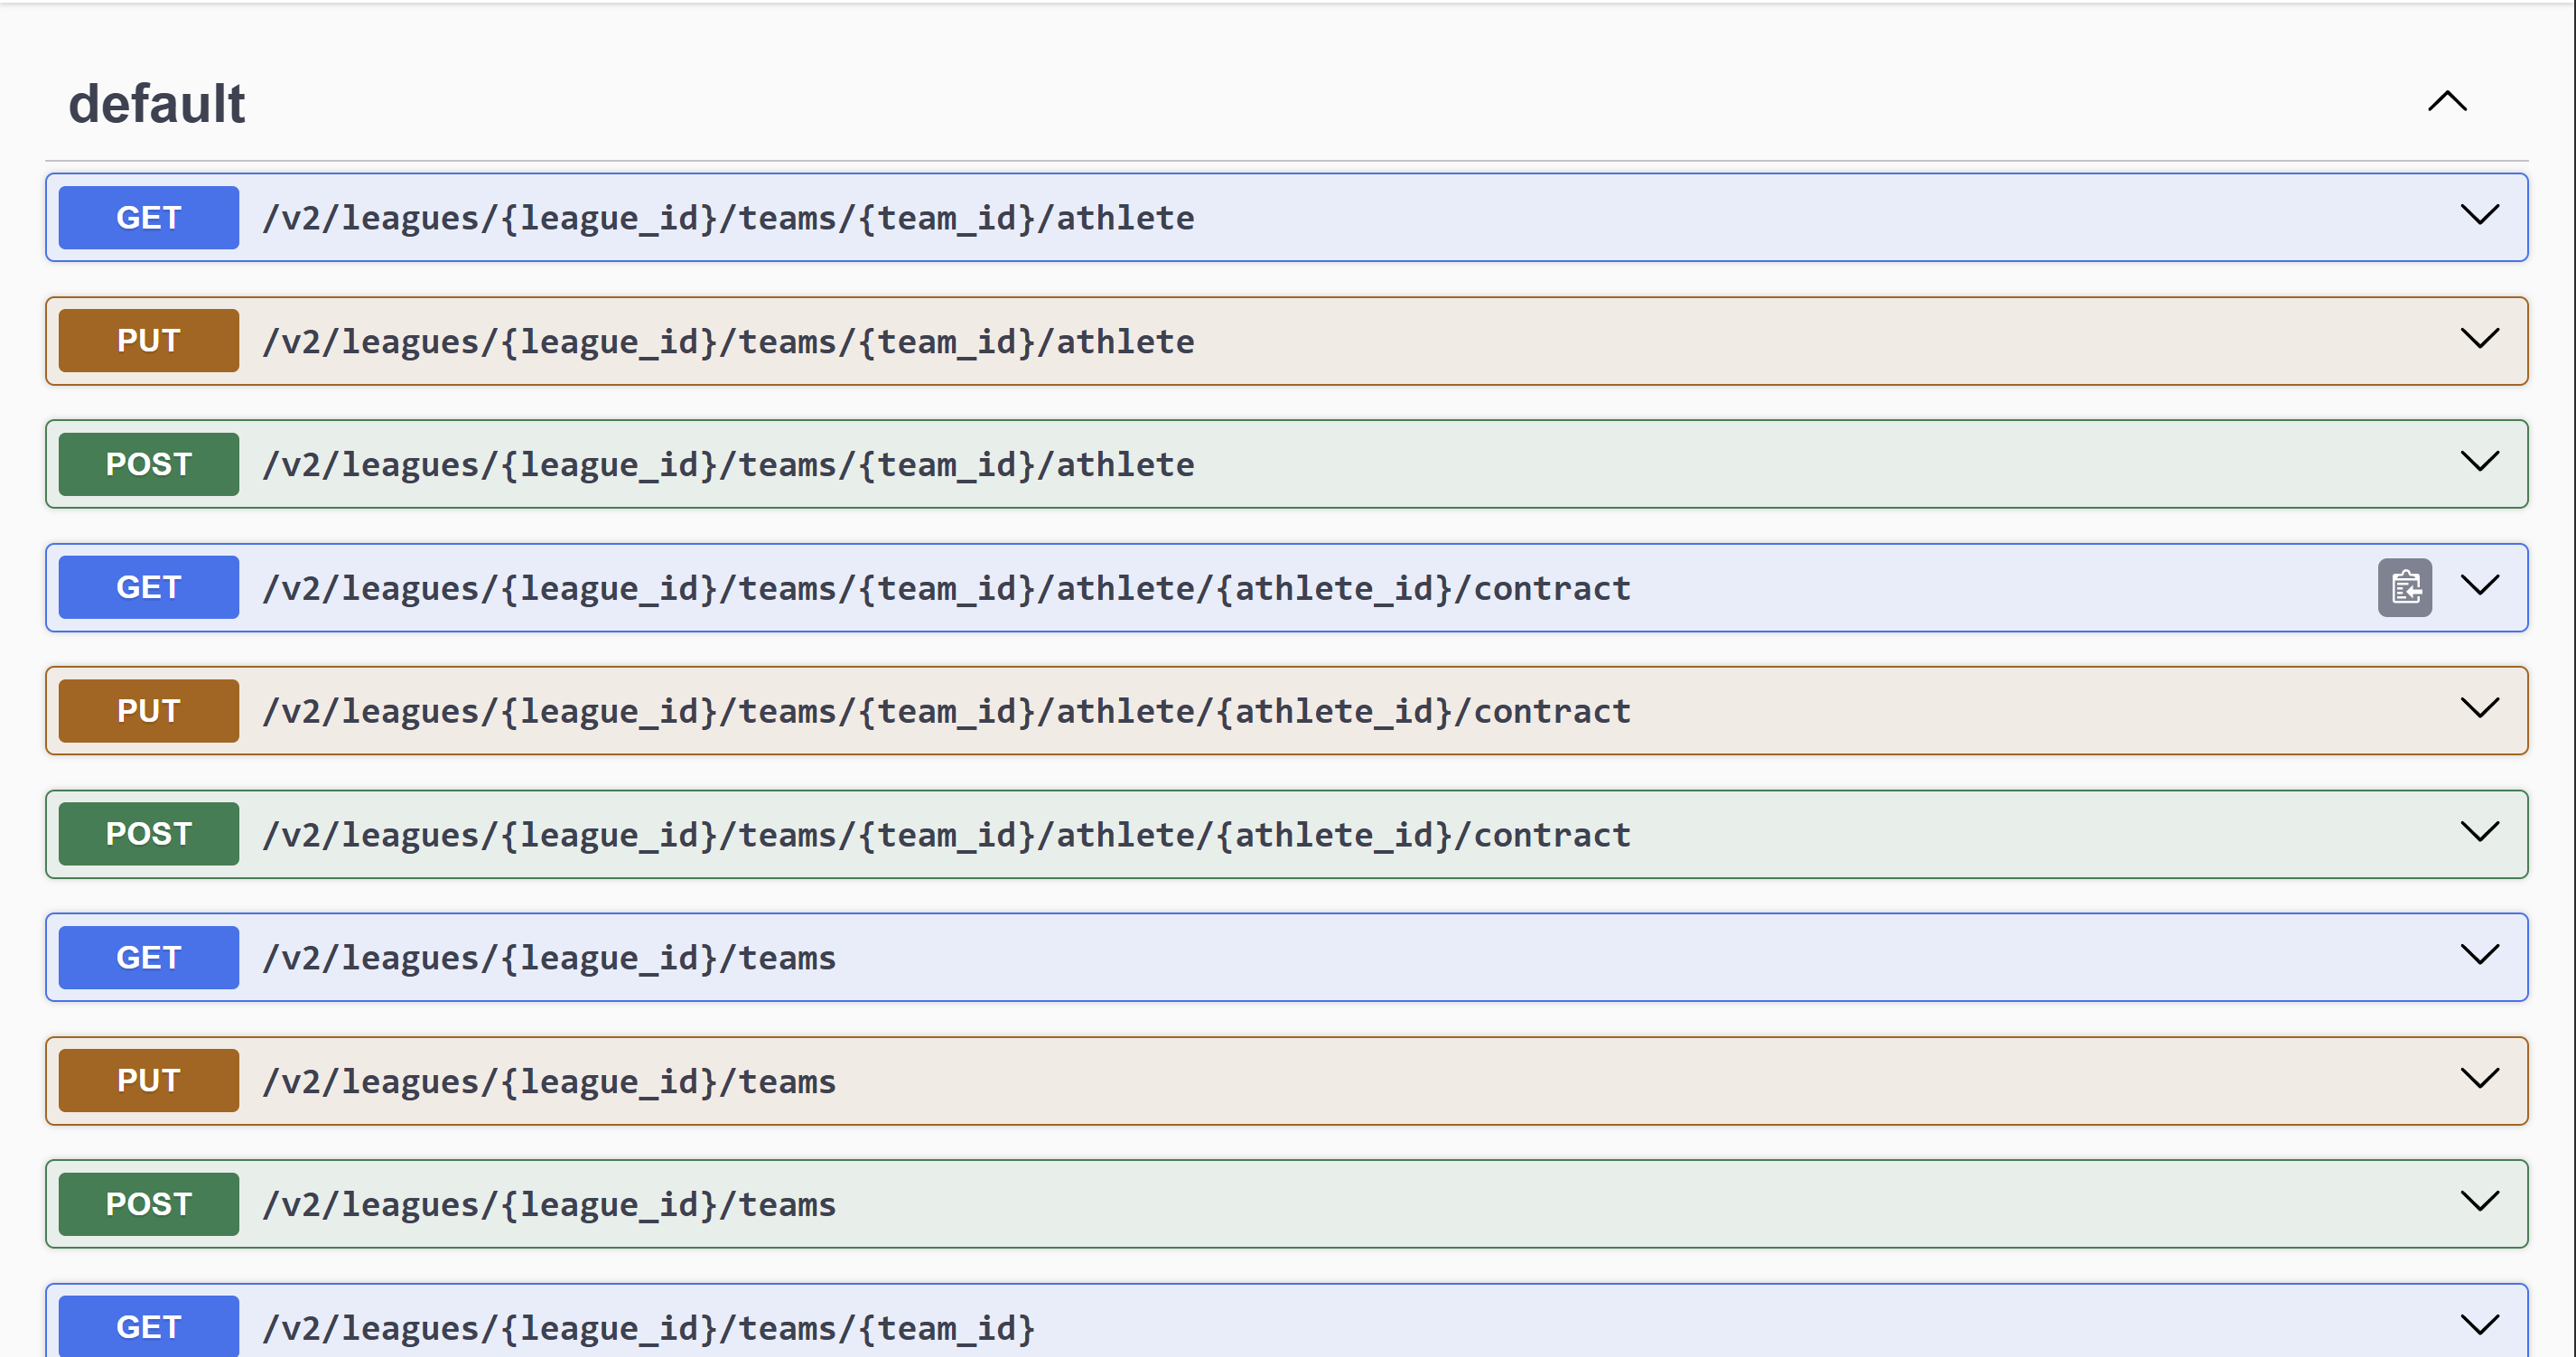 default
GET /v2/leagues/{league_id}/teams/{team_id}/athlete
PUT /v2/leagues/{league_id}/teams/{team_id}/athlete
POST /v2/leagues/{league_id}/teams/{team_id}/athlete
GET /v2/leagues/{league_id}/teams/{team_id}/athlete/{athlete_id}/contract
PUT /v2/leagues/{league_id}/teams/{team_id}/athlete/{athlete_id}/contract
POST /v2/leagues/{league_id}/teams/{team_id}/athlete/{athlete_id}/contract
GET /v2/leagues/{league_id}/teams
PUT /v2/leagues/{league_id}/teams
POST /v2/leagues/{league_id}/teams
GET /v2/leagues/{league_id}/teams/{team_id}